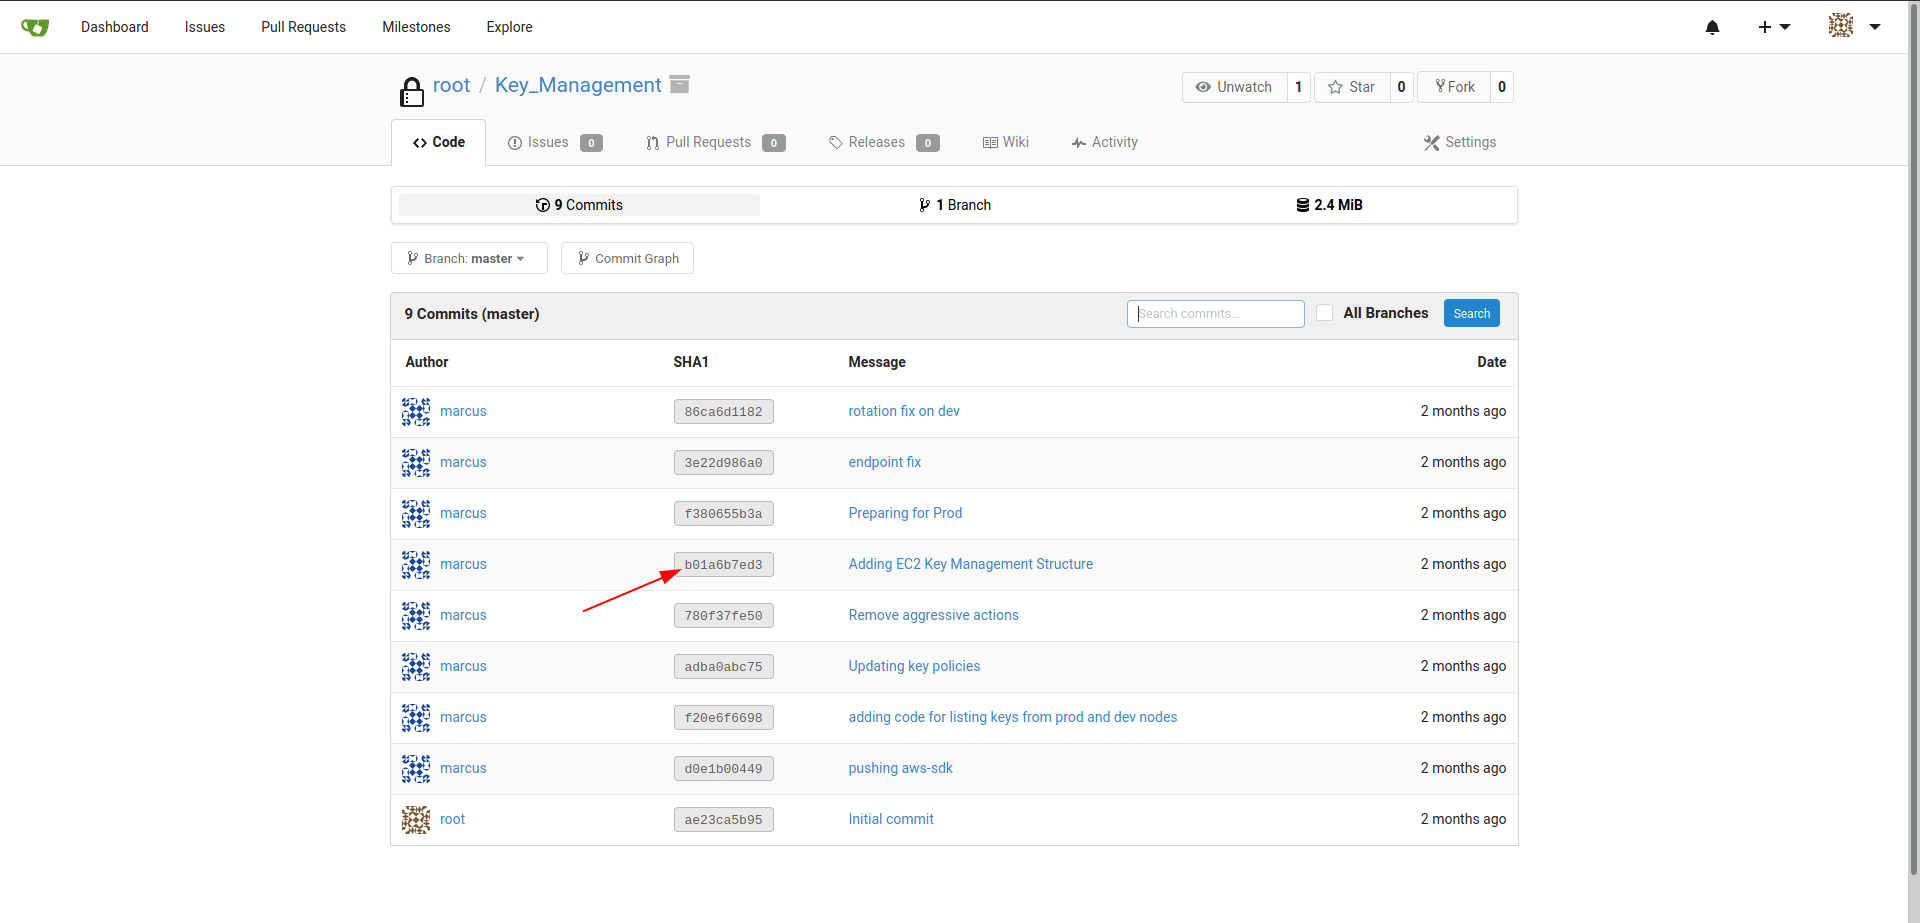 Dashboard Issues Pull Requests Milestones Explore
root / Key_Management Unwatch 1 Star 0 Fork 0
Code Issues 0 Pull Requests 0 Releases 0 Wiki Activity Settings
9 Commits 1 Branch 2.4 MiB
Branch: master Commit Graph
9 Commits (master) Search commits... All Branches Search
Author SHA1 Message Date
marcus 86ca6d1182 rotation fix on dev 2 months ago
marcus 3e22d986a0 endpoint fix 2 months ago
marcus f380655b3a Preparing for Prod 2 months ago
marcus b01a6b7ed3 Adding EC2 Key Management Structure 2 months ago
marcus 780f37fe50 Remove aggressive actions 2 months ago
marcus adba0abc75 Updating key policies 2 months ago
marcus f20e6f6698 adding code for listing keys from prod and dev nodes 2 months ago
marcus d0e1b00449 pushing aws-sdk 2 months ago
root ae23ca5b95 Initial commit 2 months ago